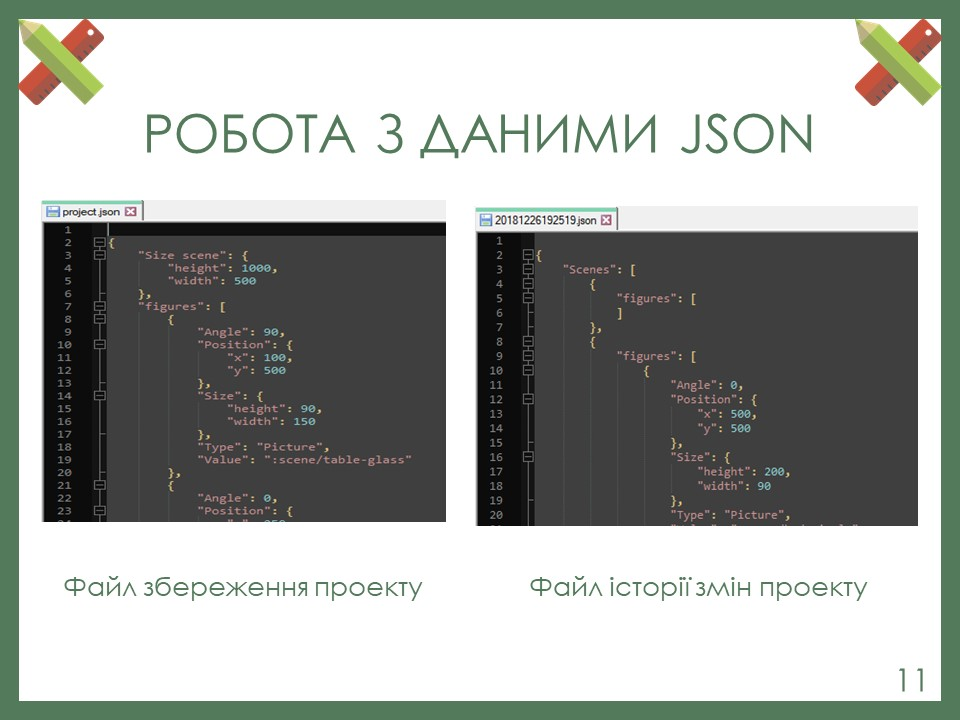 РОБОТА З ДАНИМИ JSON
project.json
1
2 {
3 "Size scene": {
4 "height": 1000,
5 "width": 500
6 },
7 "figures": [
8 {
9 "Angle": 90,
10 "Position": {
11 "x": 100,
12 "y": 500
13 },
14 "Size": {
15 "height": 90,
16 "width": 150
17 },
18 "Type": "Picture",
19 "Value": ":scene/table-glass"
20 },
21 {
22 "Angle": 0,
23 "Position": {
20181226192519.json
1
2 {
3 "Scenes": [
4 {
5 "figures": [
6 ]
7 },
8 {
9 "figures": [
10 {
11 "Angle": 0,
12 "Position": {
13 "x": 500,
14 "y": 500
15 },
16 "Size": {
17 "height": 200,
18 "width": 90
19 },
20 "Type": "Picture",
Файл збереження проекту
Файл історії змін проекту
11